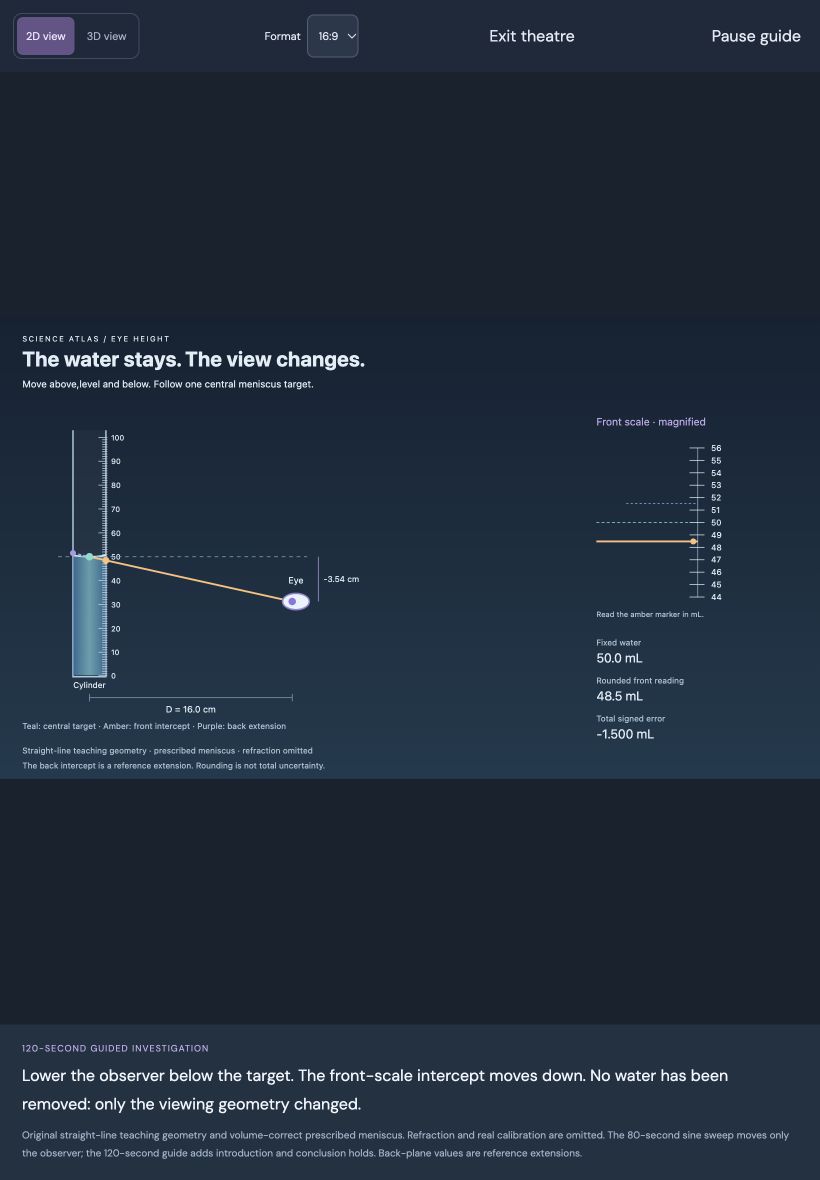 2D view
3D view
Format
16:9
Exit theatre
Pause guide
SCIENCE ATLAS / EYE HEIGHT
The water stays. The view changes.
Move above,level and below. Follow one central meniscus target.
Front scale · magnified
100
90
80
70
60
50
40
30
20
10
0
Eye
-3.54 cm
Cylinder
D = 16.0 cm
56
55
54
53
52
51
50
49
48
47
46
45
44
Read the amber marker in mL.
Fixed water
50.0 mL
Rounded front reading
48.5 mL
Total signed error
-1.500 mL
Teal: central target · Amber: front intercept · Purple: back extension
Straight-line teaching geometry · prescribed meniscus · refraction omitted
The back intercept is a reference extension. Rounding is not total uncertainty.
120-SECOND GUIDED INVESTIGATION
Lower the observer below the target. The front-scale intercept moves down. No water has been
removed: only the viewing geometry changed.
Original straight-line teaching geometry and volume-correct prescribed meniscus. Refraction and real calibration are omitted. The 80-second sine sweep moves only
the observer; the 120-second guide adds introduction and conclusion holds. Back-plane values are reference extensions.